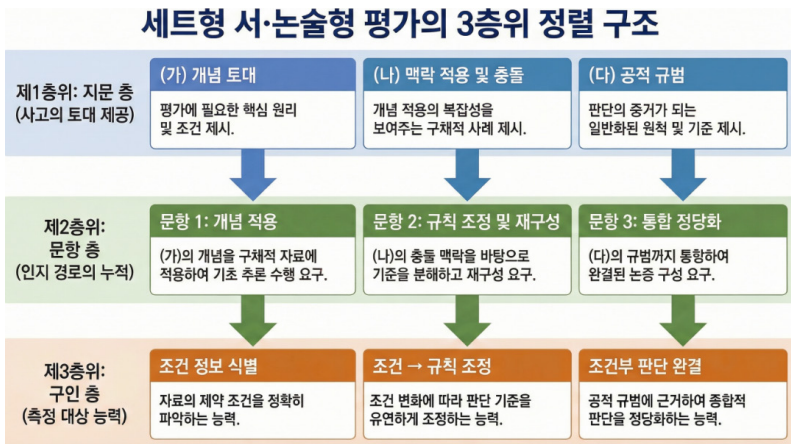 세트형 서·논술형 평가의 3층위 정렬 구조
제1층위: 지문 층
(사고의 토대 제공)
(가) 개념 토대
평가에 필요한 핵심 원리
및 조건 제시.
(나) 맥락 적용 및 충돌
개념 적용의 복잡성을
보여주는 구채적 사례 제시.
(다) 공적 규범
판단의 중거가 되는
일반화된 원척 및 기준 제시.
제2층위:
문항 층
(인지 경로의 누적)
문항 1: 개념 적용
(가)의 개념을 구채적 자료에
적용하여 기초 추론 수행 요구.
문항 2: 규칙 조정 및 재구성
(나)의 충돌 맥락을 바탕으로
기준을 분해하고 재구성 요구.
문항 3: 통합 정당화
(다)의 규범까지 통항하여
완결된 논증 구성 요구.
제3층위:
구인 층
(측정 대상 능력)
조건 정보 식별
자료의 제약 조건을 정확히
파악하는 능력.
조건 → 규칙 조정
조건 변화에 따라 판단 기준을
유연하게 조정하는 능력.
조건부 판단 완결
공적 규범에 근거하여 종합적
판단을 정당화하는 능력.